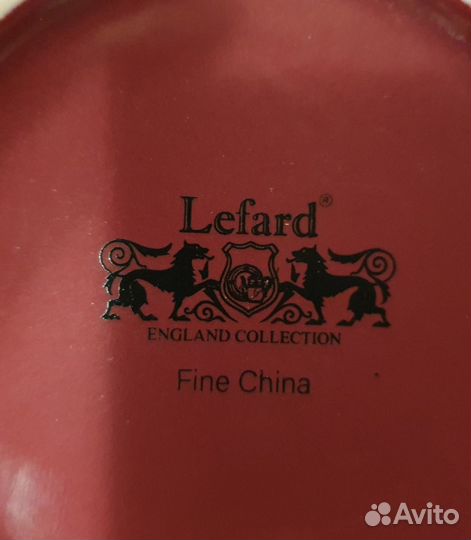 Lefard®
ENGLAND COLLECTION
Fine China
Avito